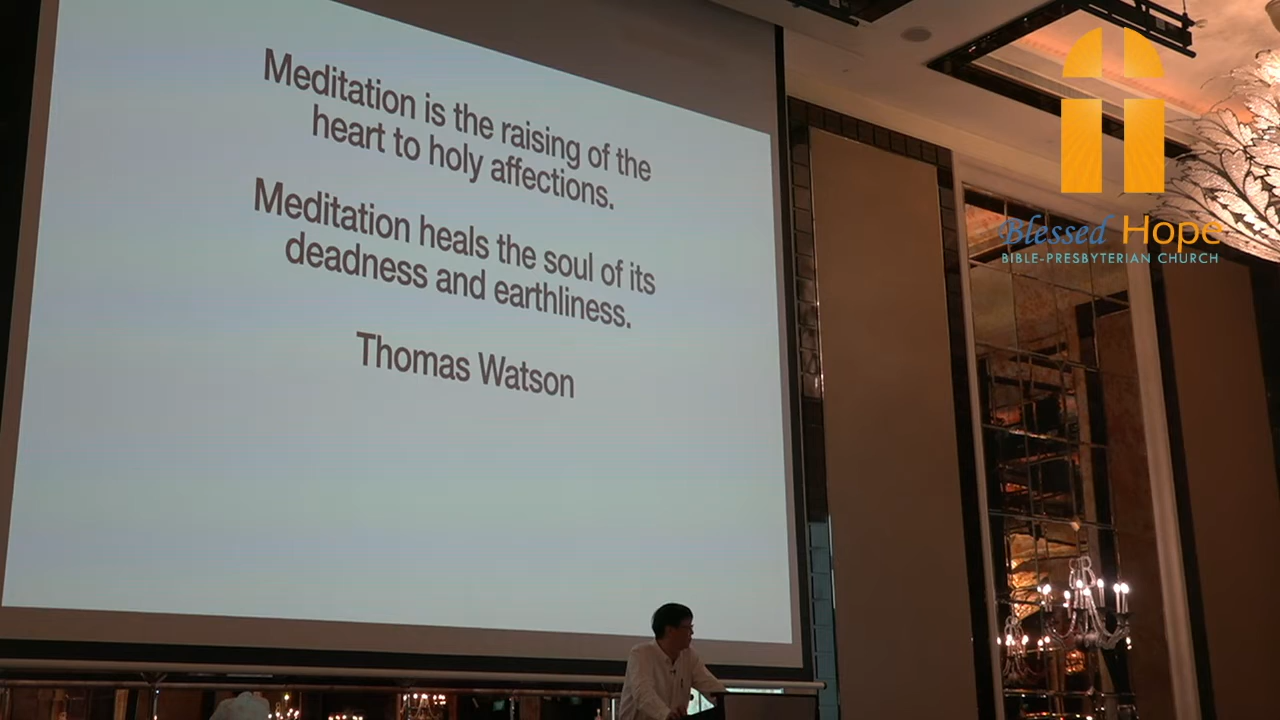 Meditation is the raising of the
heart to holy affections.
Meditation heals the soul of its
deadness and earthliness.
Thomas Watson
Blessed Hope
BIBLE-PRESBYTERIAN CHURCH